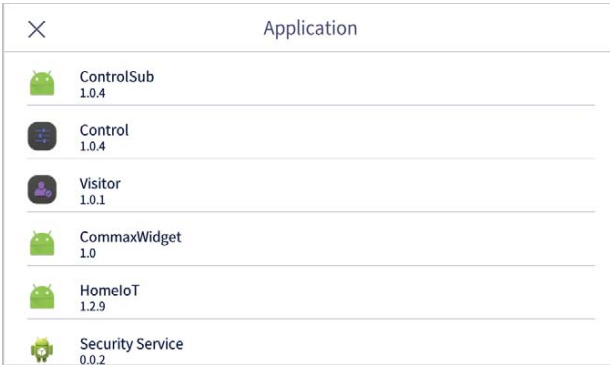 Application
ControlSub
1.0.4
Control
1.0.4
Visitor
1.0.1
CommaxWidget
1.0
HomeIoT
1.2.9
Security Service
0.0.2